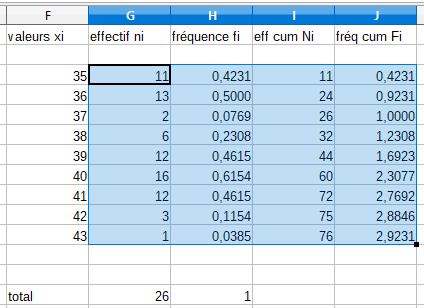 F G H I J
valeurs xi effectif ni fréquence fi eff cum Ni fréq cum Fi
35 11 0,4231 11 0,4231
36 13 0,5000 24 0,9231
37 2 0,0769 26 1,0000
38 6 0,2308 32 1,2308
39 12 0,4615 44 1,6923
40 16 0,6154 60 2,3077
41 12 0,4615 72 2,7692
42 3 0,1154 75 2,8846
43 1 0,0385 76 2,9231
total 26 1